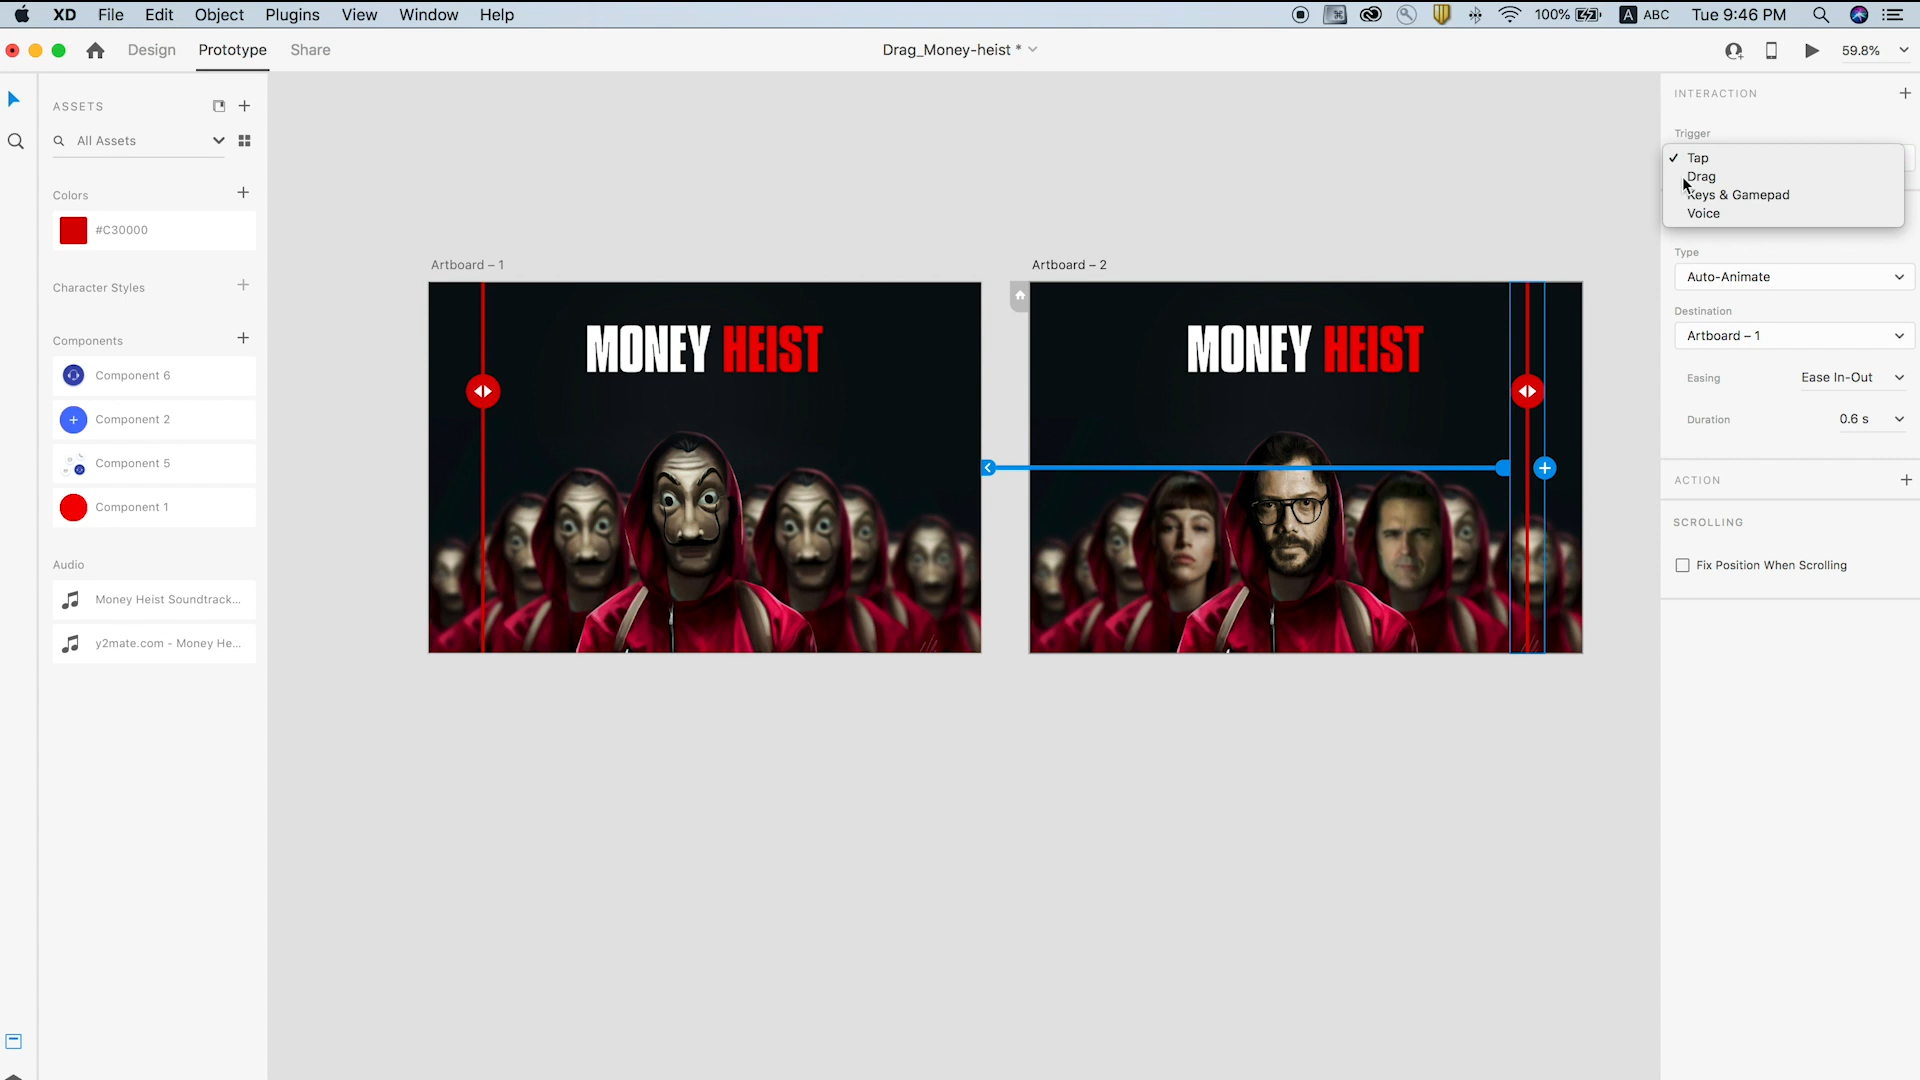 XD File Edit Object Plugins View Window Help 100% A ABC Tue 9:46 PM
Design Prototype Share Drag_Money-heist * 59.8%
ASSETS
All Assets
Colors
#C30000
Character Styles
Components
Component 6
Component 2
Component 5
Component 1
Audio
Money Heist Soundtrack...
y2mate.com - Money He...
Artboard – 1
MONEY HEIST
Artboard – 2
MONEY HEIST
INTERACTION
Trigger
Tap
Drag
Keys & Gamepad
Voice
Type
Auto-Animate
Destination
Artboard – 1
Easing Ease In-Out
Duration 0.6 s
ACTION
SCROLLING
Fix Position When Scrolling